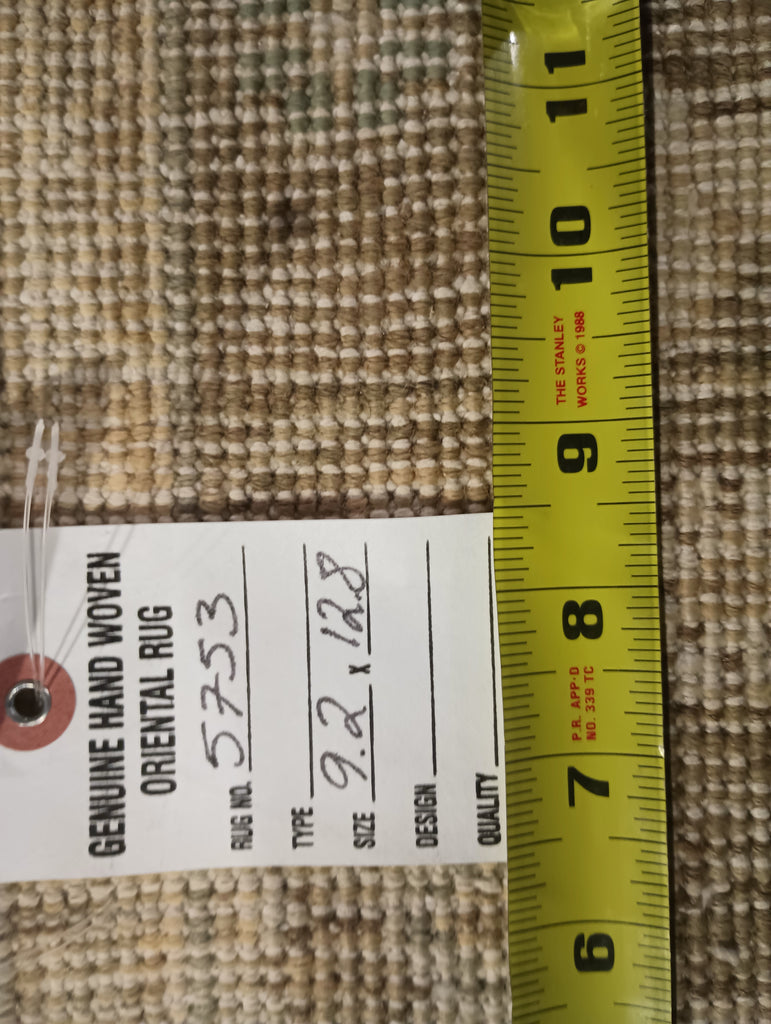 GENUINE HAND WOVEN
ORIENTAL RUG
RUG NO. 5753
TYPE
SIZE 9.2 x 12.8
DESIGN
QUALITY
6
7
P.R. APP'D
NO. 339 TC
8
9
THE STANLEY
WORKS © 1988
10
11